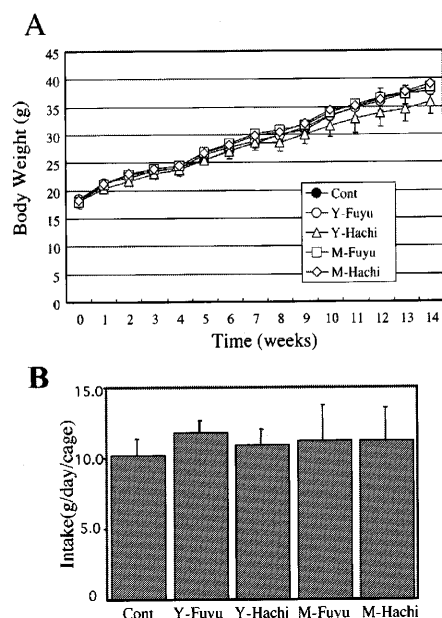 A
Body Weight (g)
45
40
35
30
25
20
15
10
5
0
Cont
Y-Fuyu
Y-Hachi
M-Fuyu
M-Hachi
0 1 2 3 4 5 6 7 8 9 10 11 12 13 14
Time (weeks)
B
Intake(g/day/cage)
15.0
10.0
5.0
0
Cont Y-Fuyu Y-Hachi M-Fuyu M-Hachi